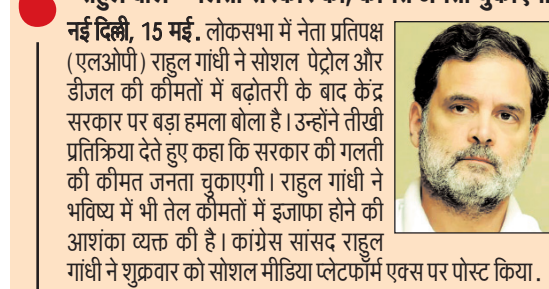 नई दिल्ली, 15 मई. लोकसभा में नेता प्रतिपक्ष
(एलओपी) राहुल गांधी ने सोशल पेट्रोल और
डीजल की कीमतों में बढ़ोतरी के बाद केंद्र
सरकार पर बड़ा हमला बोला है। उन्होंने तीखी
प्रतिक्रिया देते हुए कहा कि सरकार की गलती
की कीमत जनता चुकाएगी। राहुल गांधी ने
भविष्य में भी तेल कीमतों में इजाफा होने की
आशंका व्यक्त की है। कांग्रेस सांसद राहुल
गांधी ने शुक्रवार को सोशल मीडिया प्लेटफॉर्म एक्स पर पोस्ट किया.